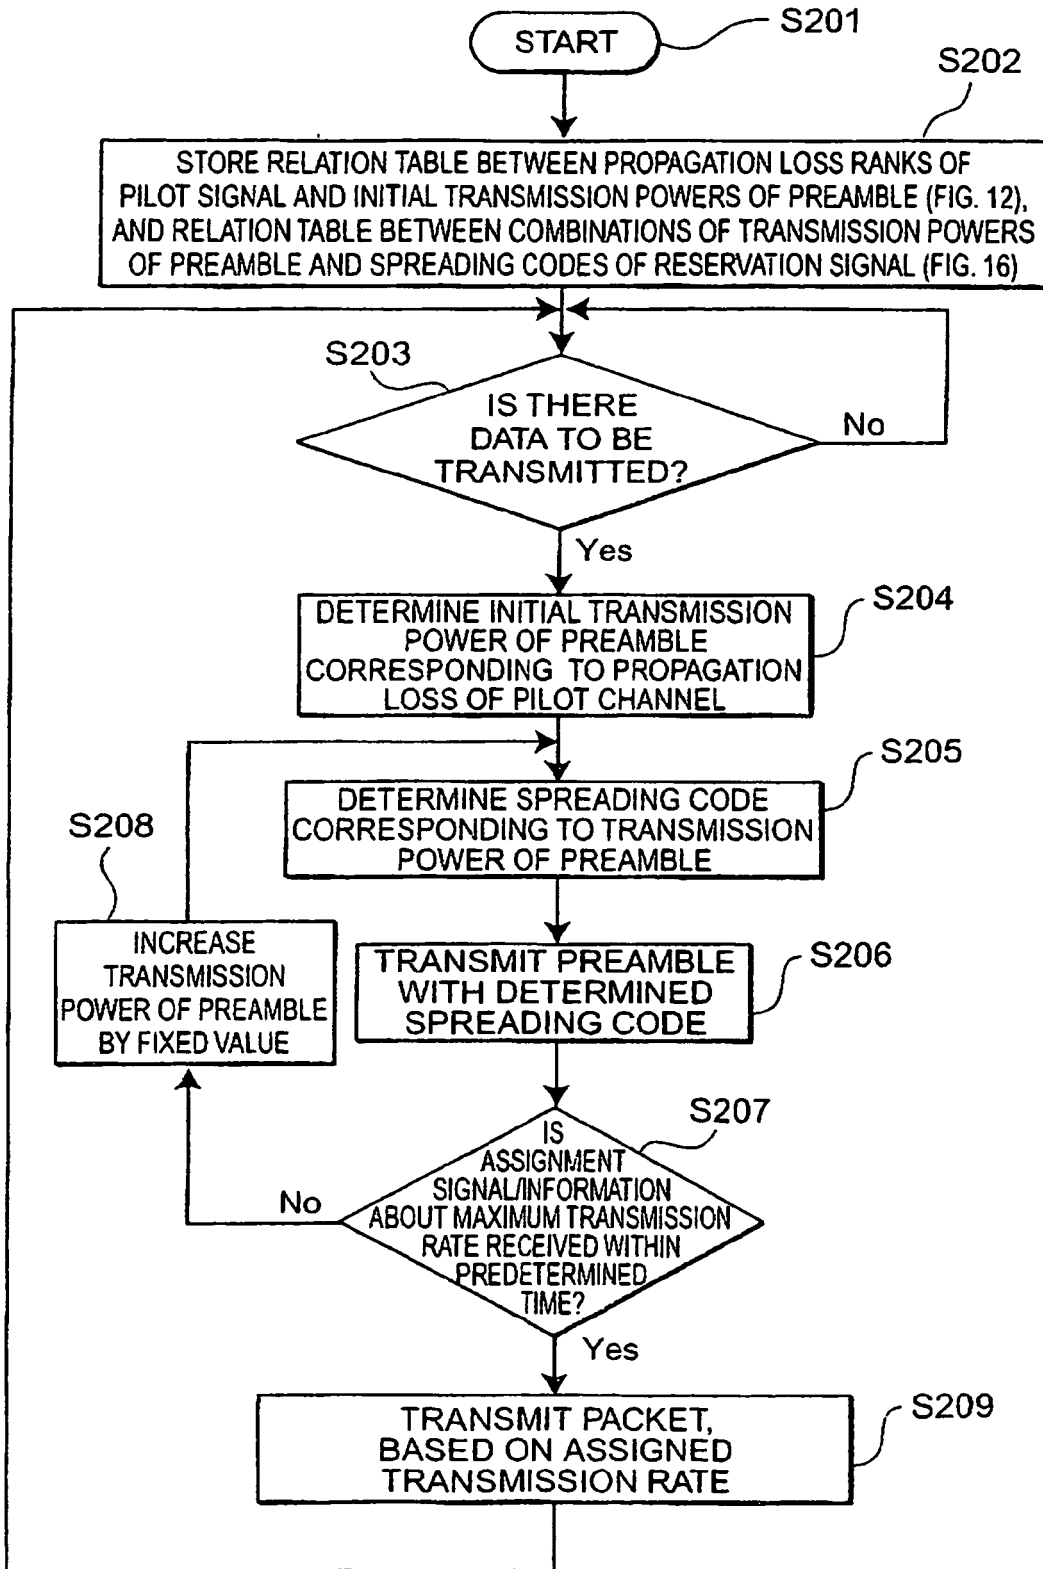 START
S201
S202
STORE RELATION TABLE BETWEEN PROPAGATION LOSS RANKS OF
PILOT SIGNAL AND INITIAL TRANSMISSION POWERS OF PREAMBLE (FIG. 12),
AND RELATION TABLE BETWEEN COMBINATIONS OF TRANSMISSION POWERS
OF PREAMBLE AND SPREADING CODES OF RESERVATION SIGNAL (FIG. 16)
S203
IS THERE
DATA TO BE
TRANSMITTED?
No
Yes
S204
DETERMINE INITIAL TRANSMISSION
POWER OF PREAMBLE
CORRESPONDING TO PROPAGATION
LOSS OF PILOT CHANNEL
S205
DETERMINE SPREADING CODE
CORRESPONDING TO TRANSMISSION
POWER OF PREAMBLE
S208
INCREASE
TRANSMISSION
POWER OF PREAMBLE
BY FIXED VALUE
S206
TRANSMIT PREAMBLE
WITH DETERMINED
SPREADING CODE
S207
IS
ASSIGNMENT
SIGNAL/INFORMATION
ABOUT MAXIMUM TRANSMISSION
RATE RECEIVED WITHIN
PREDETERMINED
TIME?
No
Yes
S209
TRANSMIT PACKET,
BASED ON ASSIGNED
TRANSMISSION RATE